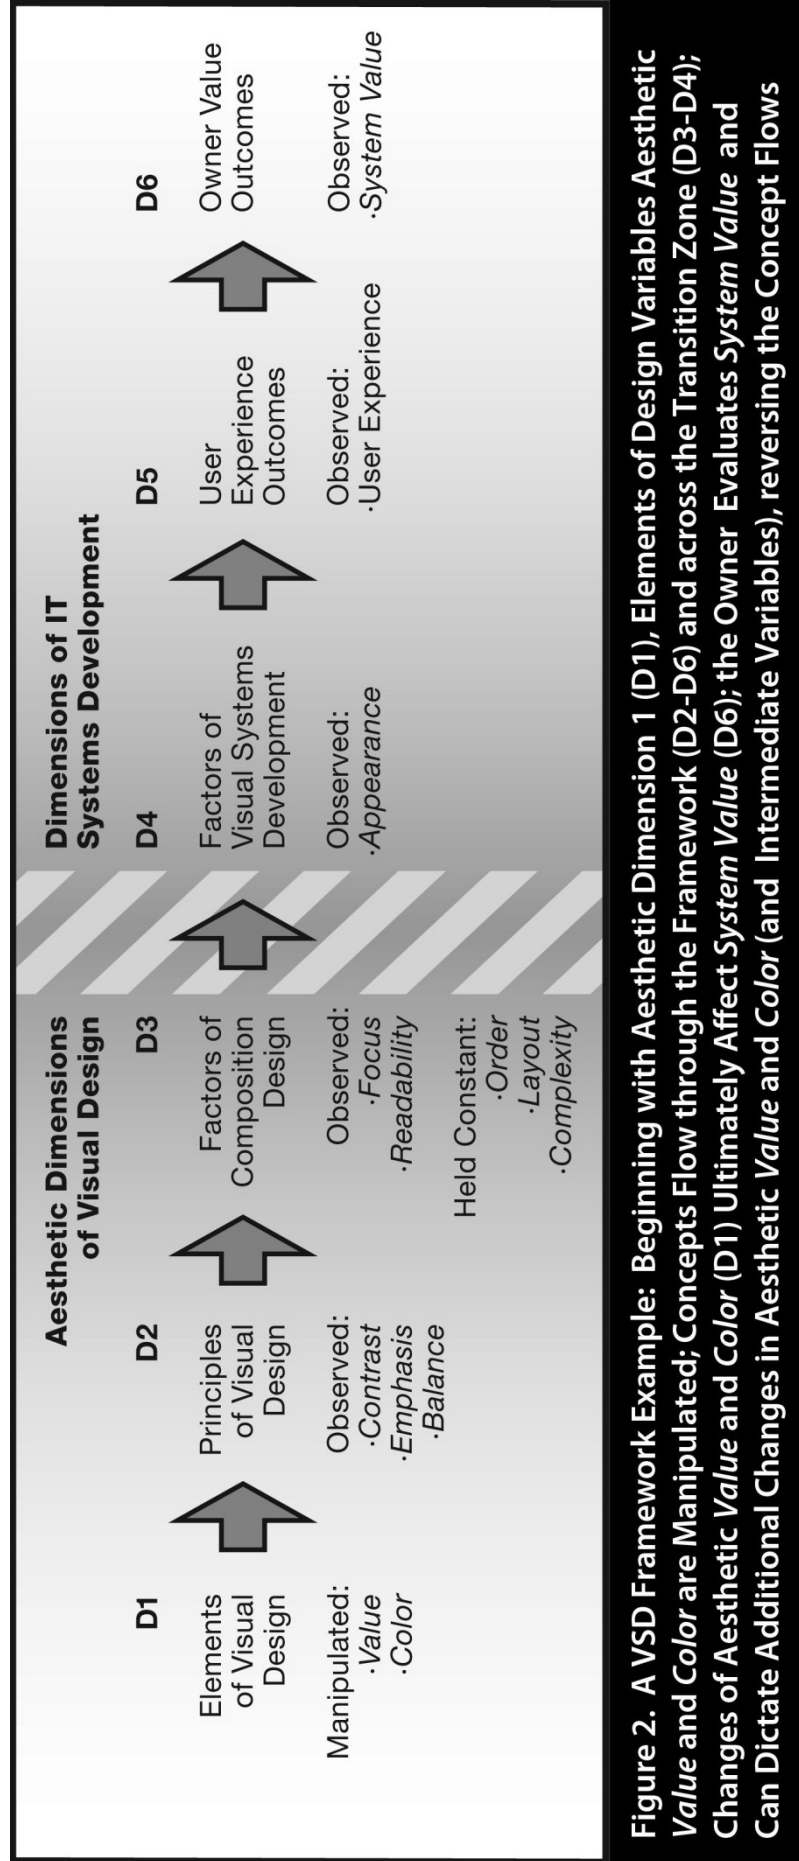 Aesthetic Dimensions
of Visual Design
Dimensions of IT
Systems Development
D1
Elements
of Visual
Design
Manipulated:
·Value
·Color
D2
Principles
of Visual
Design
Observed:
·Contrast
·Emphasis
·Balance
D3
Factors of
Composition
Design
Observed:
·Focus
·Readability
Held Constant:
·Order
·Layout
·Complexity
D4
Factors of
Visual Systems
Development
Observed:
·Appearance
D5
User
Experience
Outcomes
Observed:
·User Experience
D6
Owner Value
Outcomes
Observed:
·System Value
Figure 2. A VSD Framework Example: Beginning with Aesthetic Dimension 1 (D1), Elements of Design Variables Aesthetic
Value and Color are Manipulated; Concepts Flow through the Framework (D2-D6) and across the Transition Zone (D3-D4);
Changes of Aesthetic Value and Color (D1) Ultimately Affect System Value (D6); the Owner Evaluates System Value and
Can Dictate Additional Changes in Aesthetic Value and Color (and Intermediate Variables), reversing the Concept Flows